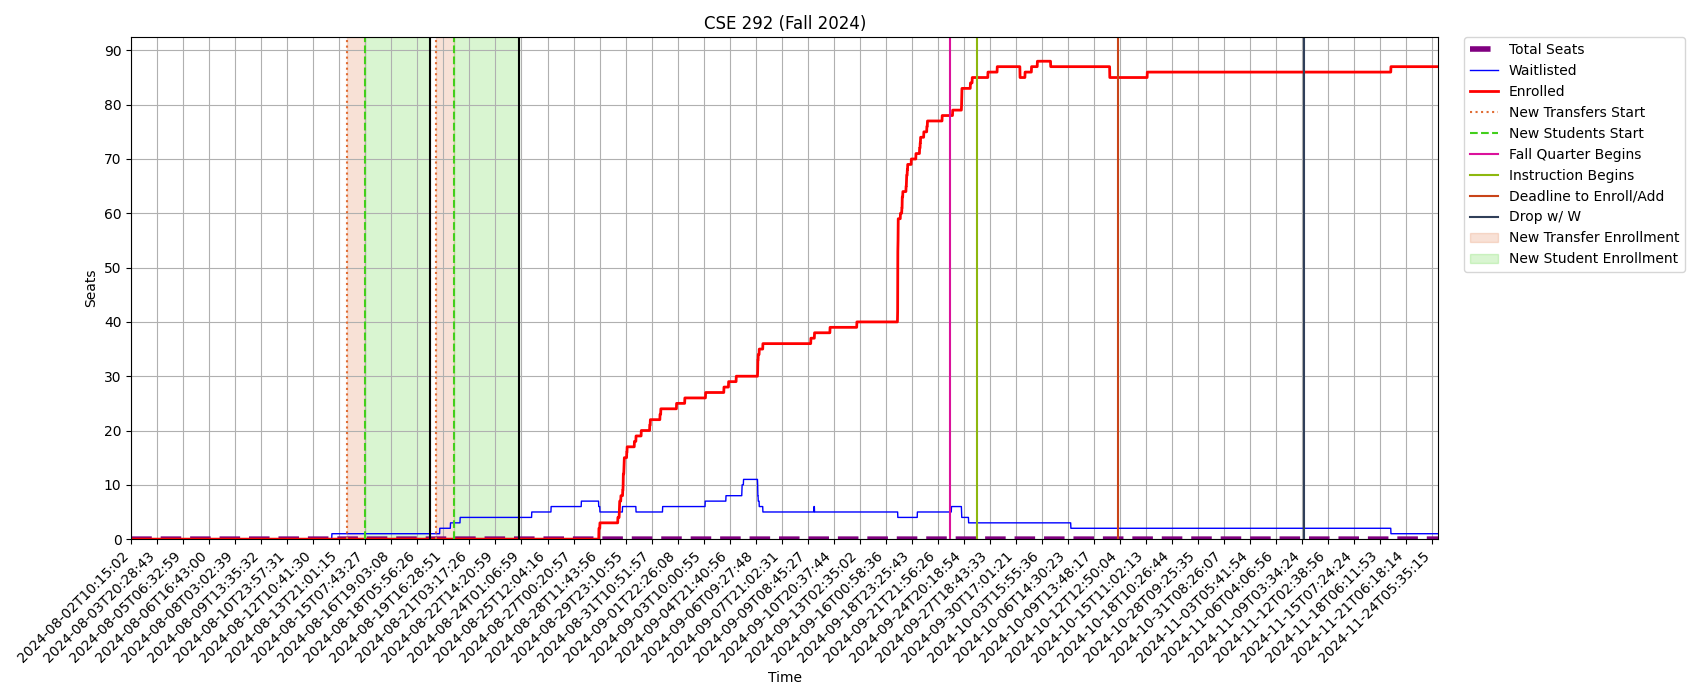 CSE 292 (Fall 2024)
Seats
90
80
70
60
50
40
30
20
10
0
2024-08-02T10:15:02
2024-08-03T20:28:43
2024-08-05T06:32:59
2024-08-06T16:43:00
2024-08-08T03:02:39
2024-08-09T13:35:32
2024-08-10T23:57:31
2024-08-12T10:41:30
2024-08-13T21:01:15
2024-08-15T07:43:27
2024-08-16T19:03:08
2024-08-18T05:56:26
2024-08-19T16:28:51
2024-08-21T03:17:26
2024-08-22T14:20:59
2024-08-24T01:06:59
2024-08-25T12:04:16
2024-08-27T00:20:57
2024-08-28T11:43:56
2024-08-29T23:10:55
2024-08-31T10:51:57
2024-09-01T22:26:08
2024-09-03T10:00:55
2024-09-04T21:40:56
2024-09-06T09:27:48
2024-09-07T21:02:31
2024-09-09T08:45:27
2024-09-10T20:37:44
2024-09-13T02:35:02
2024-09-16T00:58:36
2024-09-18T23:25:43
2024-09-21T21:56:26
2024-09-24T20:18:54
2024-09-27T18:43:33
2024-09-30T17:01:21
2024-10-03T15:55:36
2024-10-06T14:30:23
2024-10-09T13:48:17
2024-10-12T12:50:04
2024-10-15T11:02:13
2024-10-18T10:26:44
2024-10-28T09:25:35
2024-10-31T08:26:07
2024-11-03T05:41:54
2024-11-06T04:06:56
2024-11-09T03:34:24
2024-11-12T02:38:56
2024-11-15T07:24:24
2024-11-18T06:11:53
2024-11-21T06:18:14
2024-11-24T05:35:15
Time
Total Seats
Waitlisted
Enrolled
New Transfers Start
New Students Start
Fall Quarter Begins
Instruction Begins
Deadline to Enroll/Add
Drop w/ W
New Transfer Enrollment
New Student Enrollment